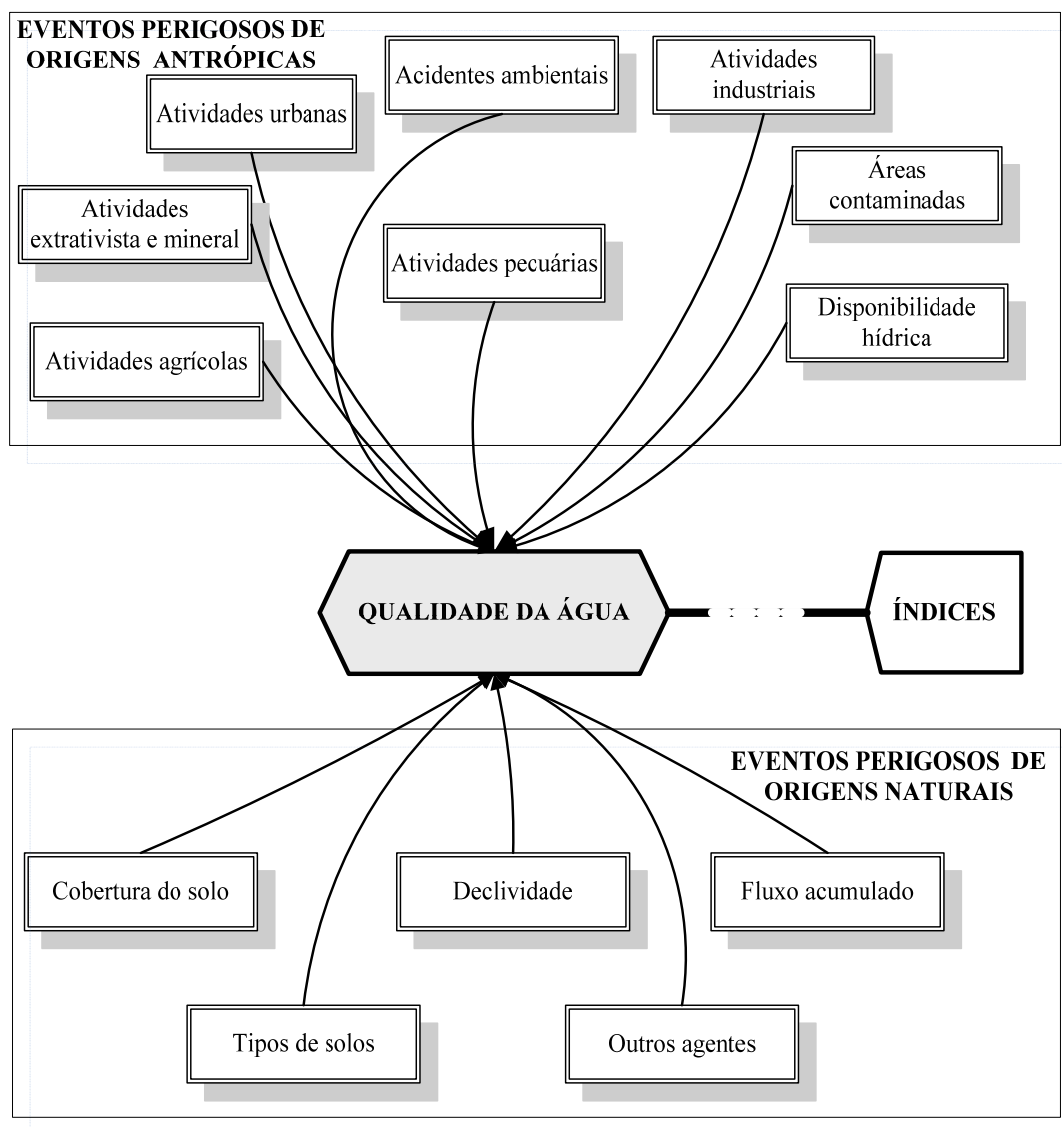 EVENTOS PERIGOSOS DE
ORIGENS ANTRÓPICAS
Atividades urbanas
Acidentes ambientais
Atividades
industriais
Atividades
extrativista e mineral
Atividades pecuárias
Áreas
contaminadas
Atividades agrícolas
Disponibilidade
hídrica
QUALIDADE DA ÁGUA
ÍNDICES
EVENTOS PERIGOSOS DE
ORIGENS NATURAIS
Cobertura do solo
Declividade
Fluxo acumulado
Tipos de solos
Outros agentes